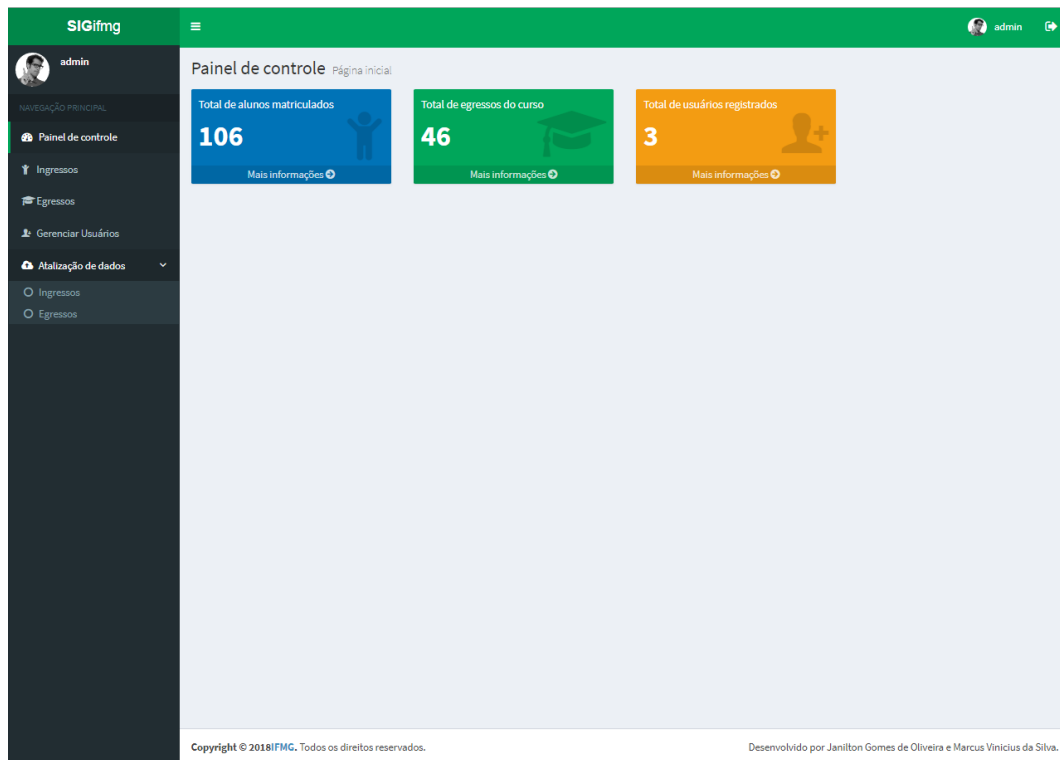 SIGifmg
admin
admin
NAVEGAÇÃO PRINCIPAL
Painel de controle
Ingressos
Egressos
Gerenciar Usuários
Atalização de dados
Ingressos
Egressos
Painel de controle Página inicial
Total de alunos matriculados
106
Mais informações
Total de egressos do curso
46
Mais informações
Total de usuários registrados
3
Mais informações
Copyright © 2018IFMG. Todos os direitos reservados.
Desenvolvido por Janilton Gomes de Oliveira e Marcus Vinicius da Silva.